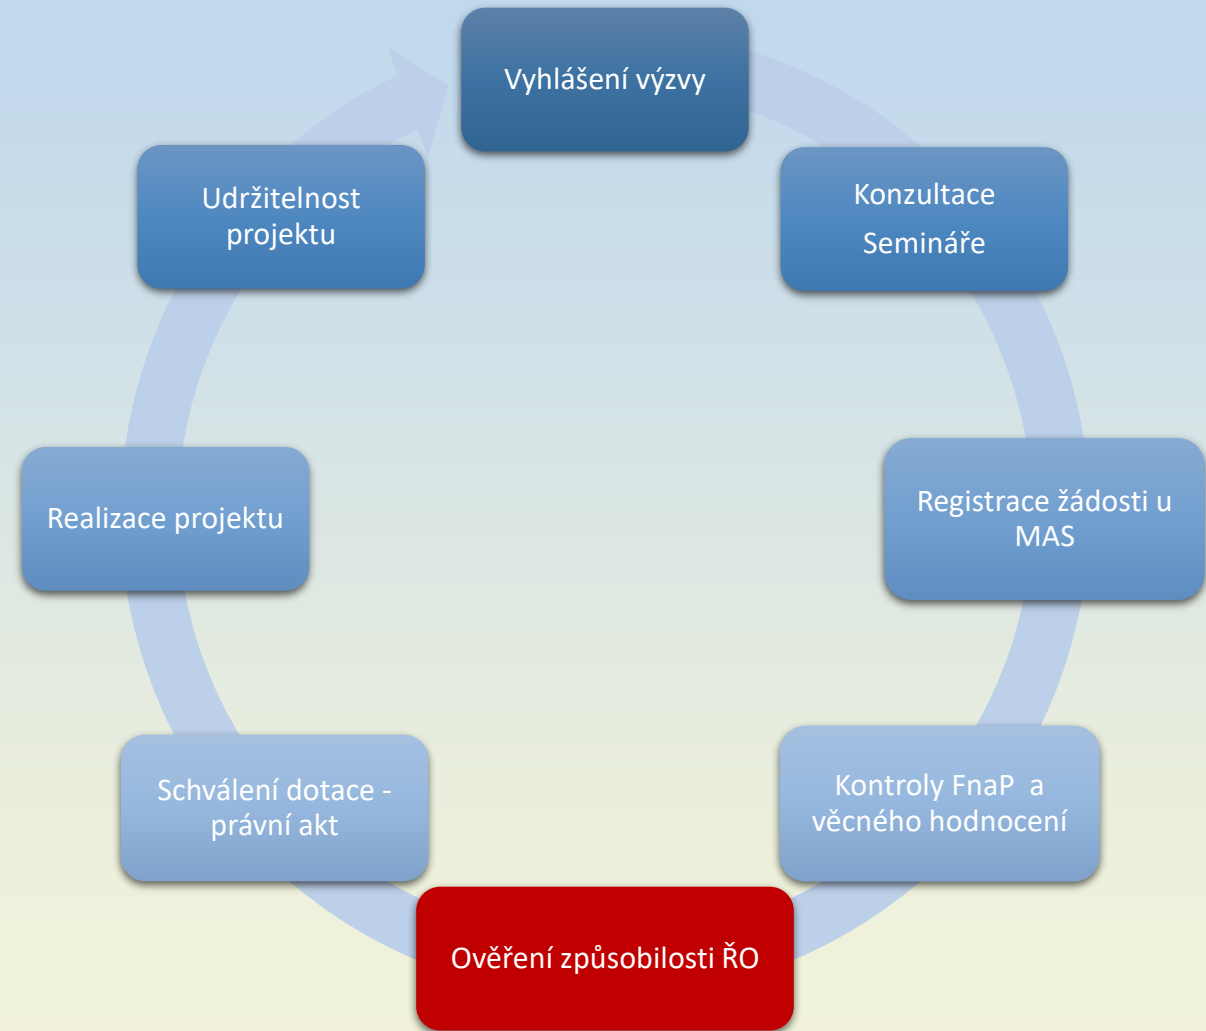 Vyhlášení výzvy
Konzultace
Semináře
Registrace žádosti u
MAS
Kontroly FnaP a
věcného hodnocení
Ověření způsobilosti ŘO
Schválení dotace -
právní akt
Realizace projektu
Udržitelnost
projektu